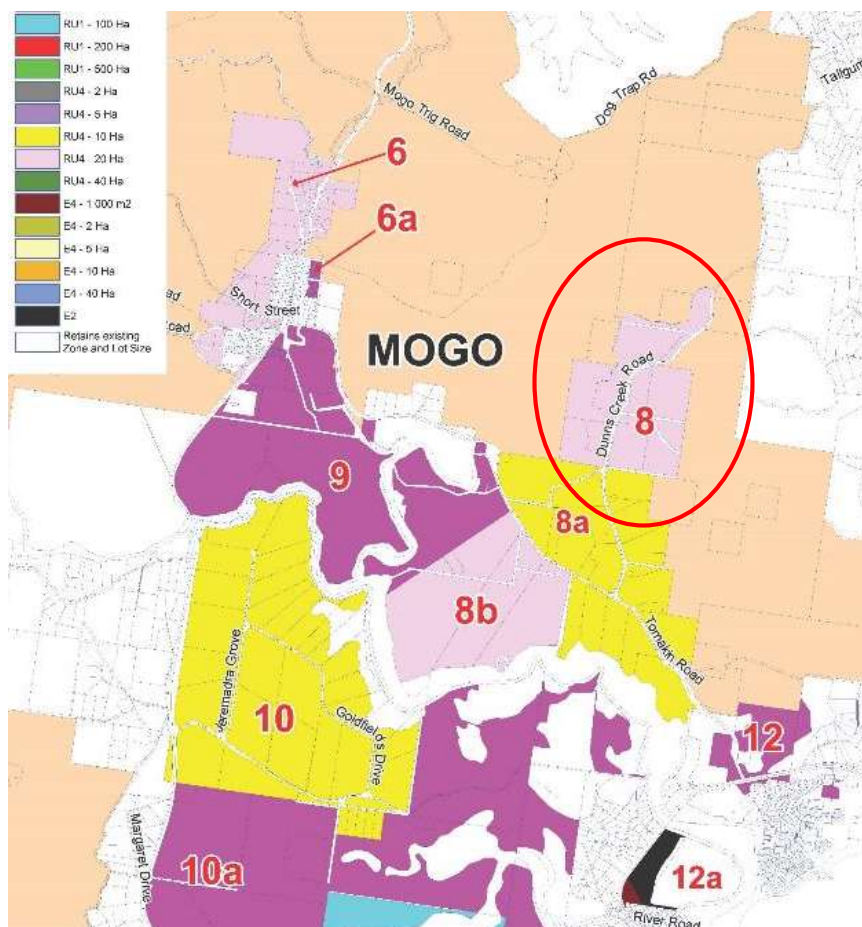 RU1 - 100 Ha
RU1 - 200 Ha
RU1 - 500 Ha
RU4 - 2 Ha
RU4 - 5 Ha
RU4 - 10 Ha
RU4 - 20 Ha
RU4 - 40 Ha
E4 - 1 000 m2
E4 - 2 Ha
E4 - 5 Ha
E4 - 10 Ha
E4 - 40 Ha
E2
Retains existing
Zone and Lot Size
Mogo Trig Road
Dog Trap Rd
6
6a
Short Street
MOGO
Dunns Creek Road
8
9
8a
8b
Tomakin Road
Jeremadra Grove
10
Goldfields Drive
12
Margaret Drive
10a
12a
River Road